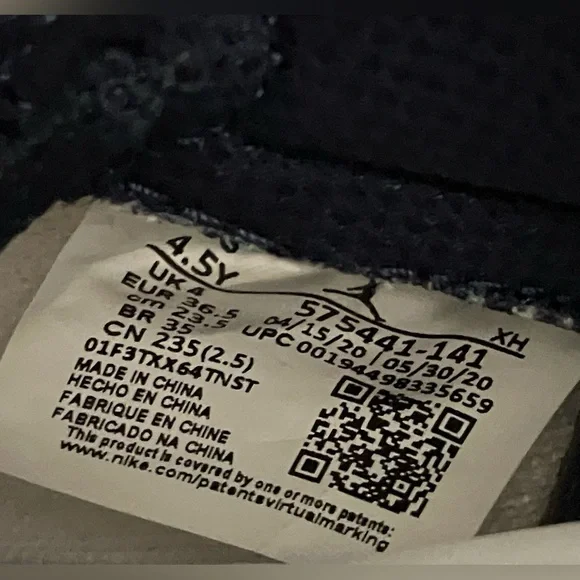 4.5Y
UK 4
EUR 36.5
cm 23.5
BR 35
CN 235(2.5)
575441-141
XH
04/15/20 05/30/20
UPC 00194498335659
01F3TXX64TNST
MADE IN CHINA
HECHO EN CHINA
FABRIQUE EN CHINE
FABRICADO NA CHINA
This product is covered by one or more patents:
www.nike.com/patentsvirtualmarking